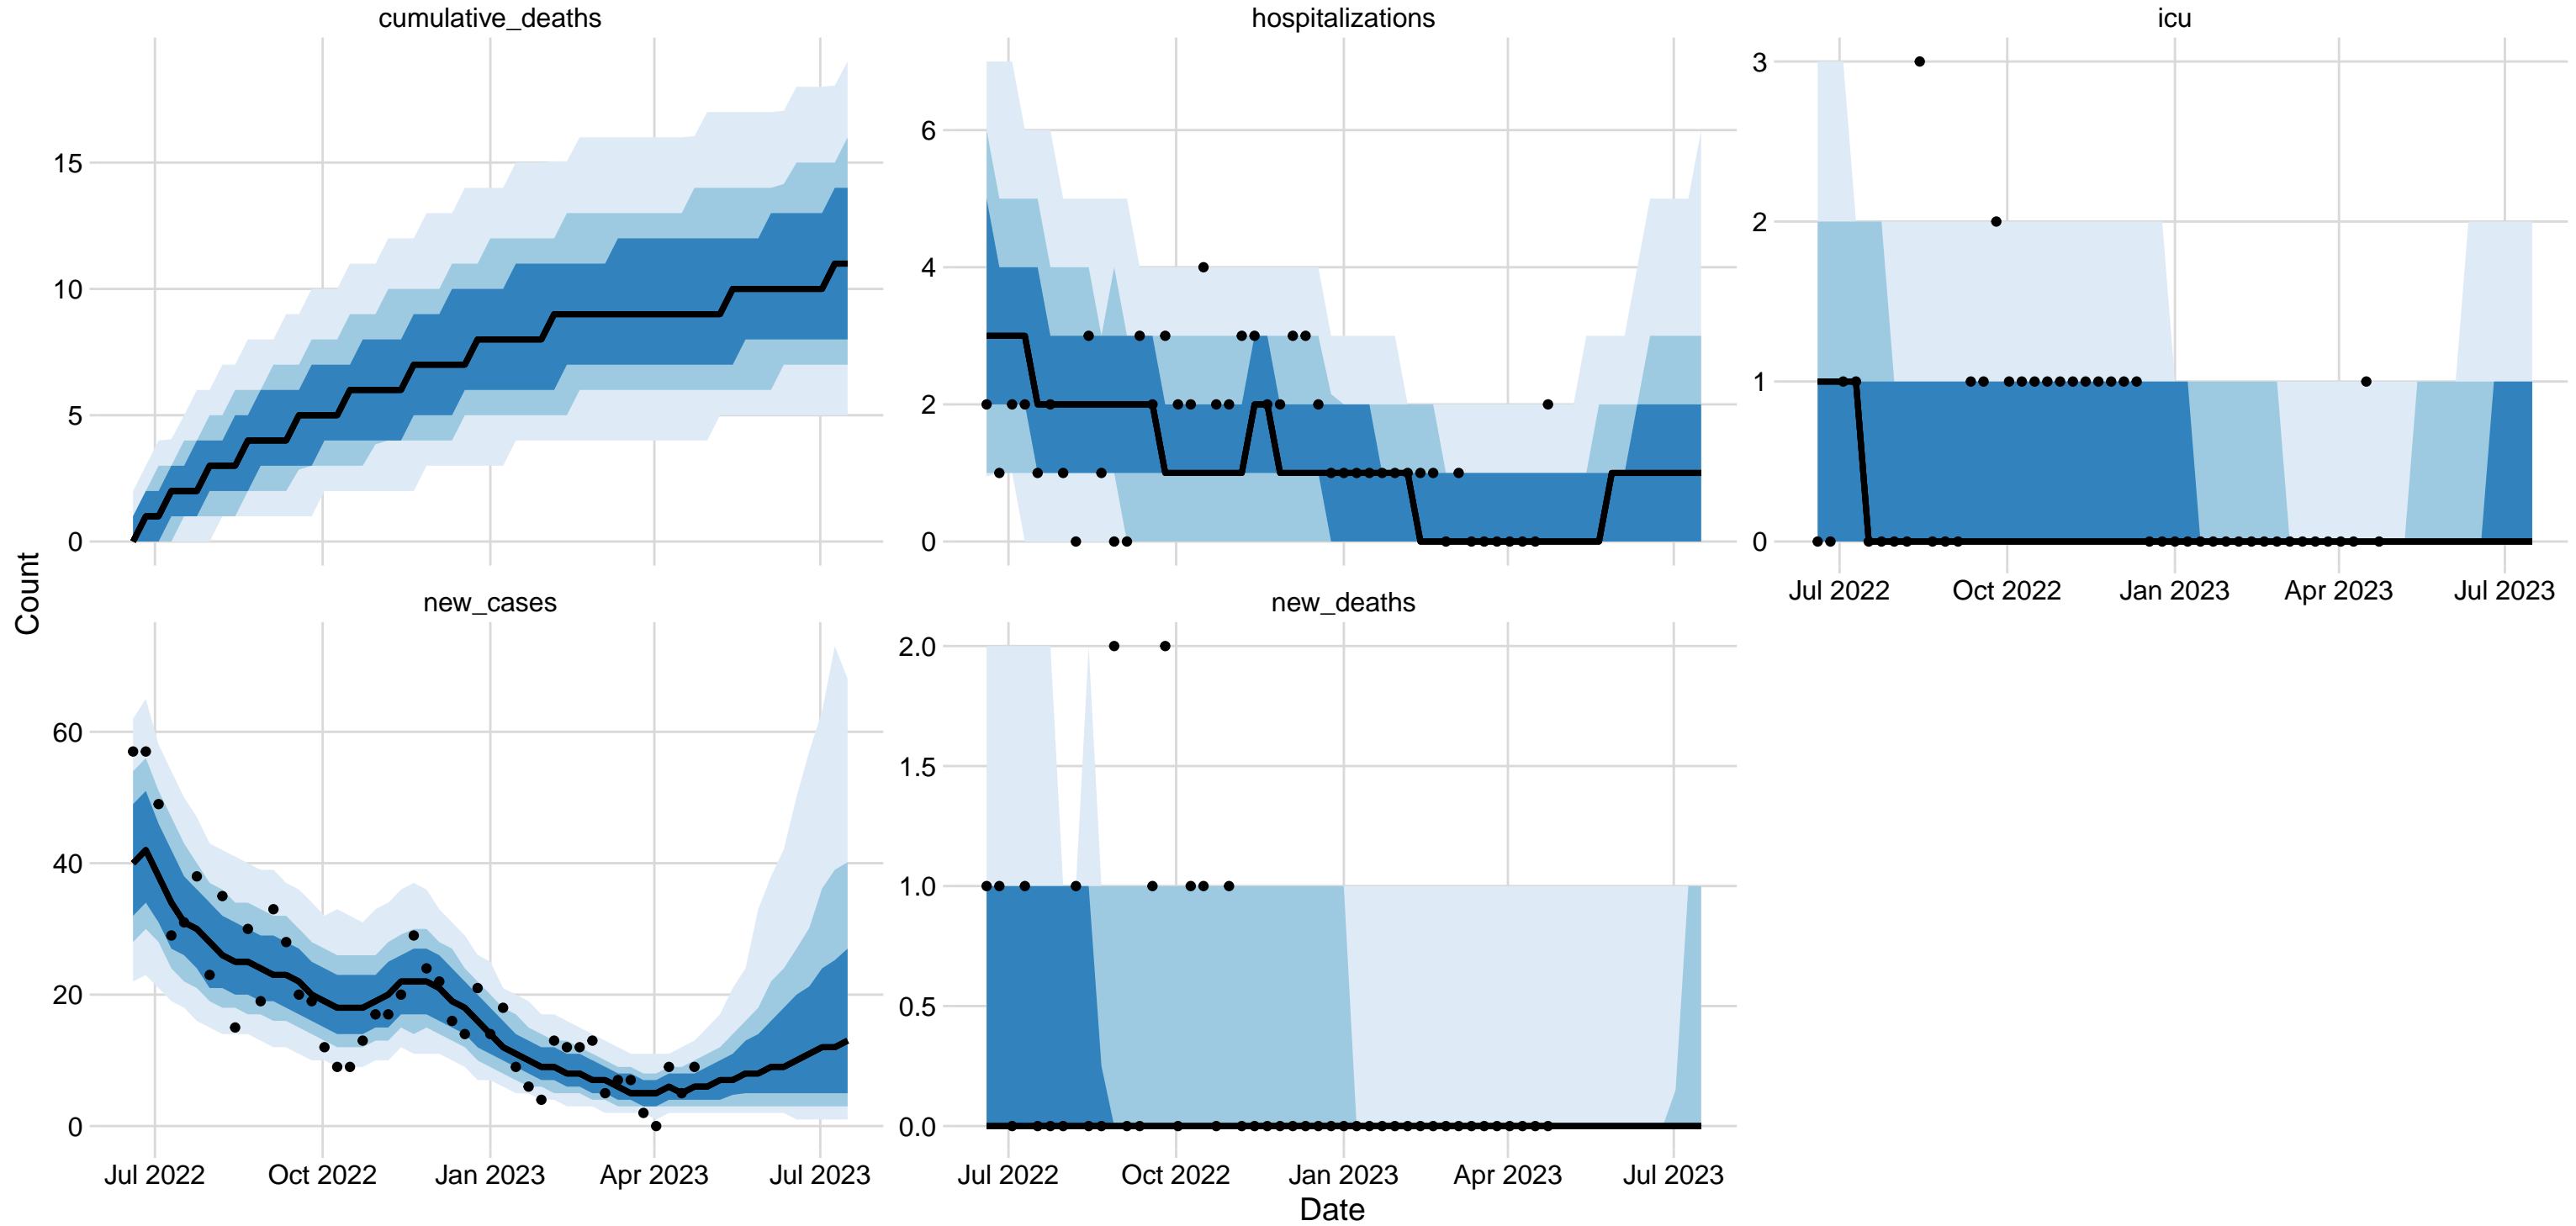 cumulative_deaths
hospitalizations
icu
15
10
5
0
6
4
2
0
3
2
1
0
Jul 2022
Oct 2022
Jan 2023
Apr 2023
Jul 2023
Count
new_cases
new_deaths
60
40
20
0
2.0
1.5
1.0
0.5
0.0
Jul 2022
Oct 2022
Jan 2023
Apr 2023
Jul 2023
Jul 2022
Oct 2022
Jan 2023
Apr 2023
Jul 2023
Date